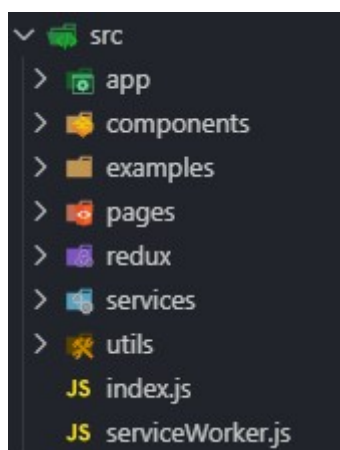 src
app
components
examples
pages
redux
services
utils
JS index.js
JS serviceWorker.js